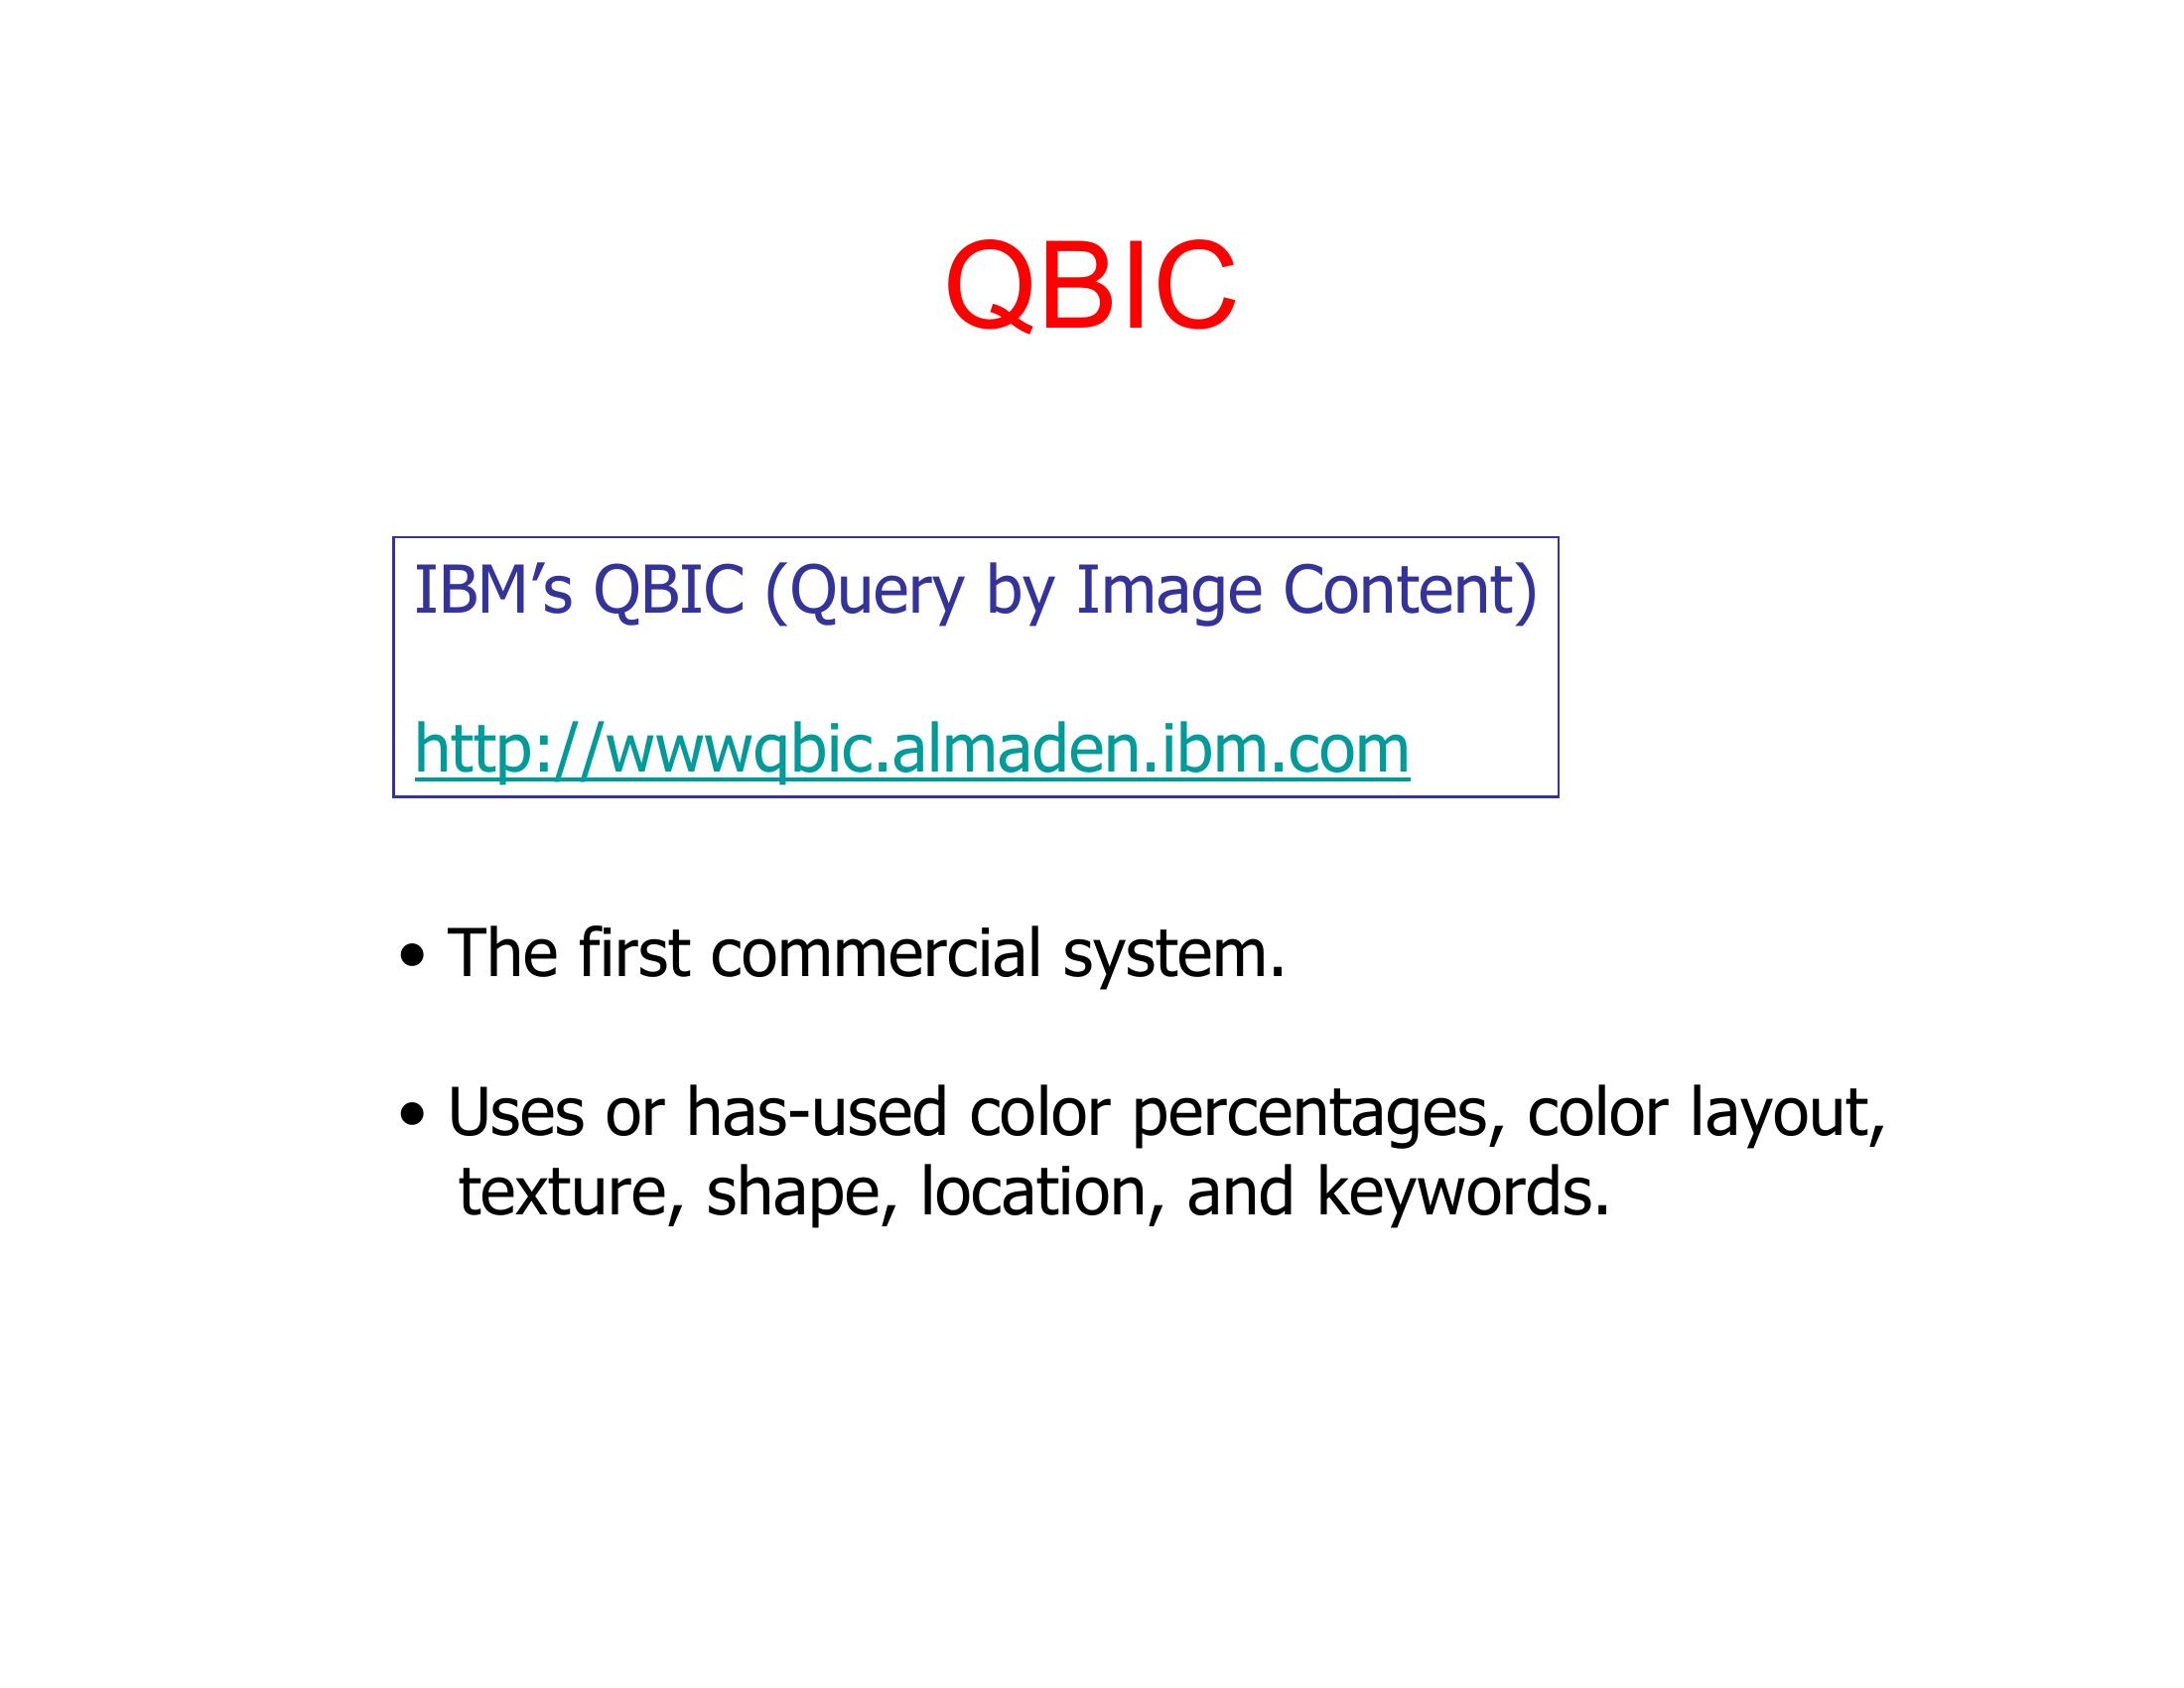 QBIC
IBM’s QBIC (Query by Image Content)
http://wwwqbic.almaden.ibm.com
• The first commercial system.
• Uses or has-used color percentages, color layout,
texture, shape, location, and keywords.